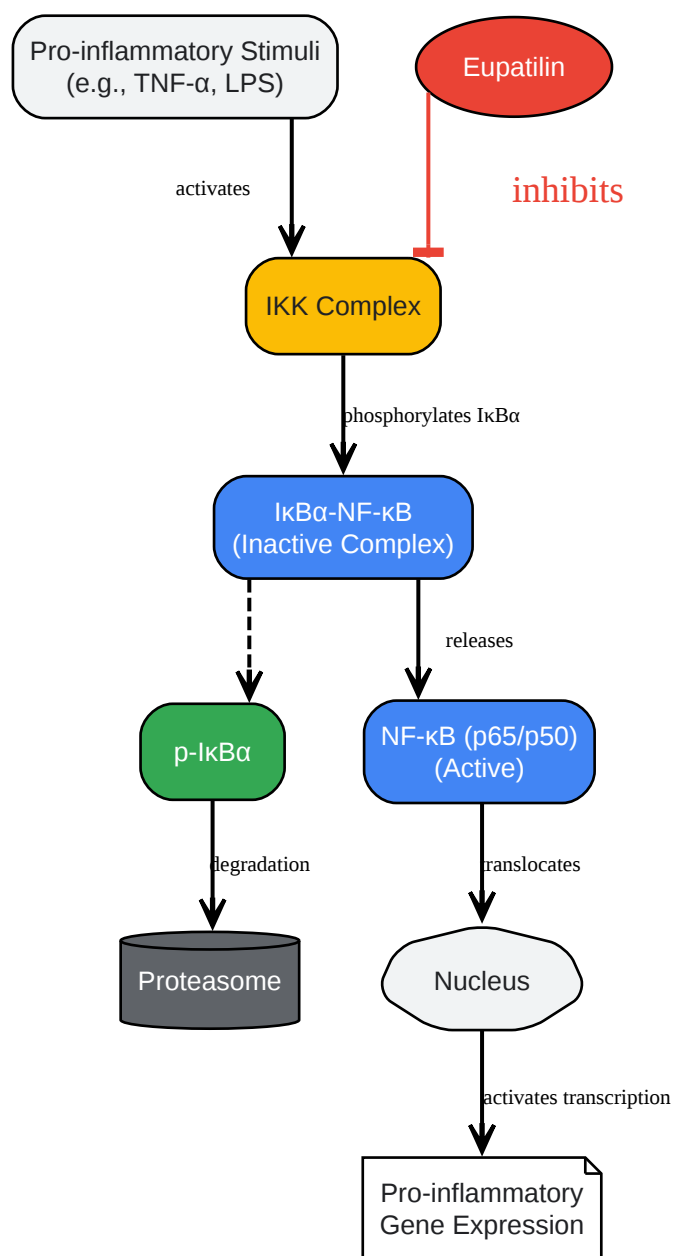 Pro-inflammatory Stimuli
(e.g., TNF-α, LPS)
Eupatilin
activates
inhibits
IKK Complex
phosphorylates IκBα
IκBα-NF-κB
(Inactive Complex)
releases
p-IκBα
NF-κB (p65/p50)
(Active)
degradation
translocates
Proteasome
Nucleus
activates transcription
Pro-inflammatory
Gene Expression